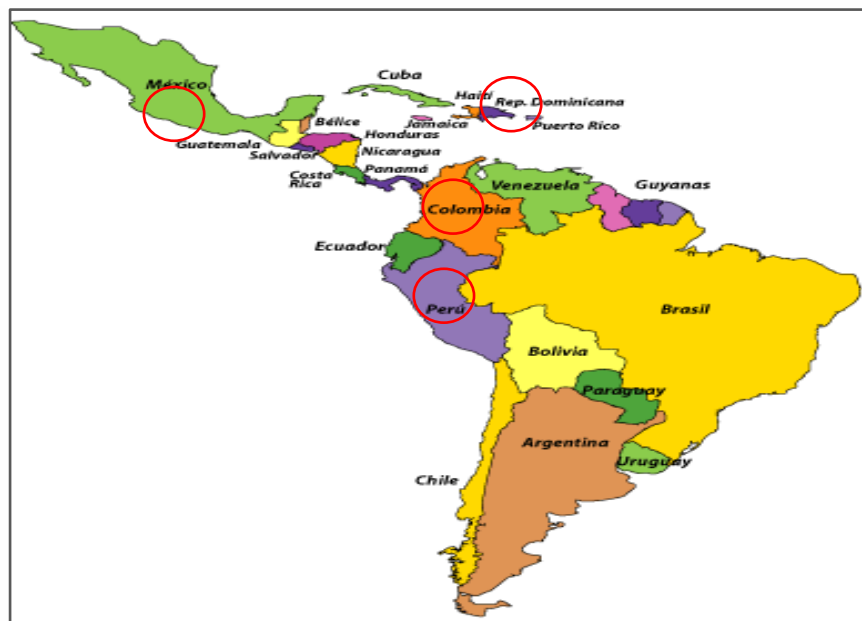 México
Cuba
Haití
Rep. Dominicana
Bélice
Jamaica
Puerto Rico
Guatemala
Honduras
Salvador
Nicaragua
Costa
Rica
Panamá
Venezuela
Guyanas
Colombia
Ecuador
Perú
Brasil
Bolivia
Paraguay
Argentina
Uruguay
Chile